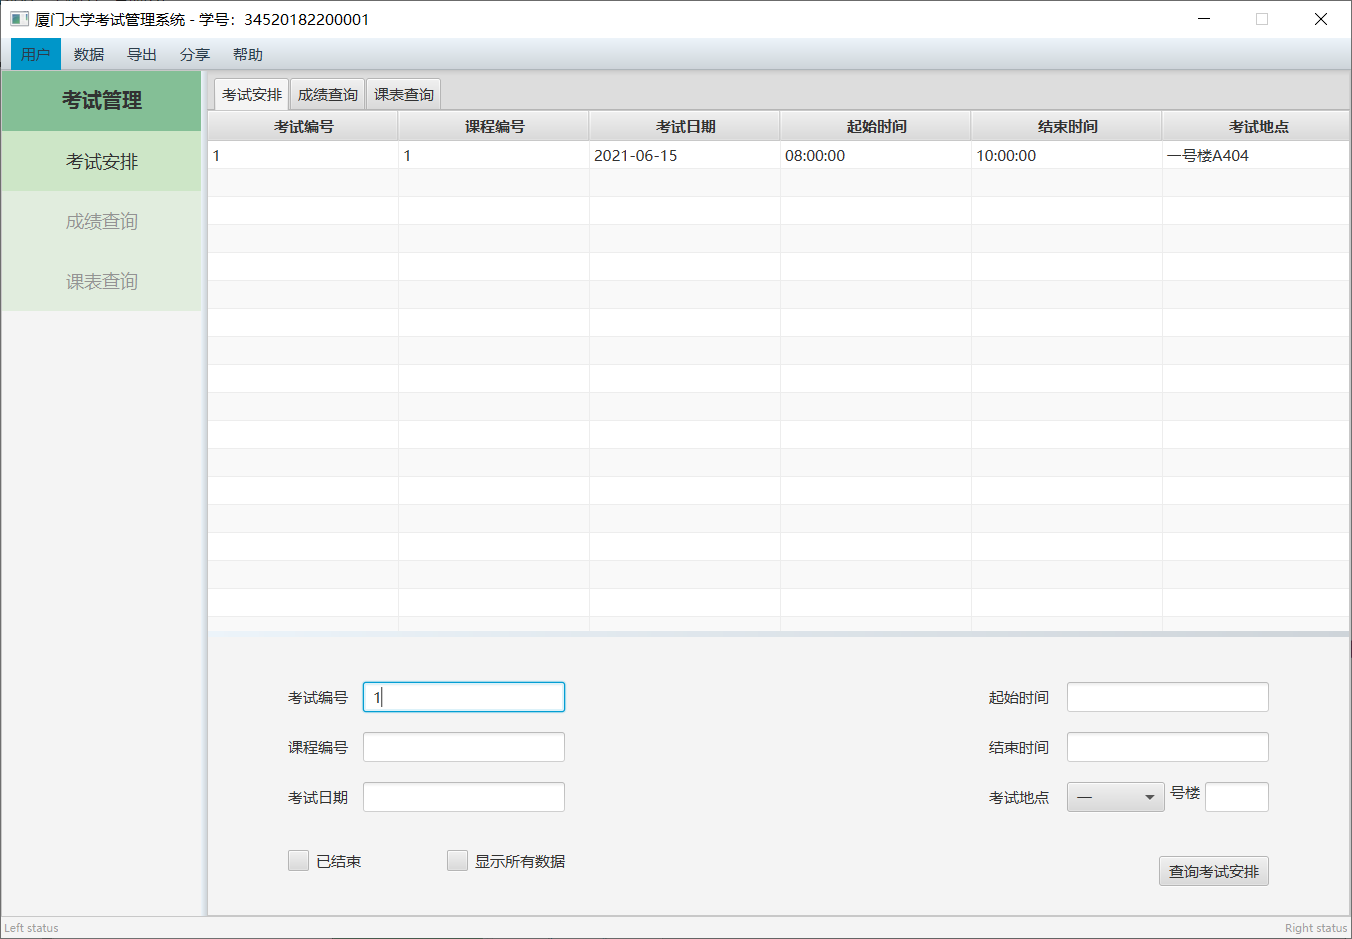 厦门大学考试管理系统 - 学号：34520182200001
用户 数据 导出 分享 帮助
考试管理
考试安排
成绩查询
课表查询
考试安排 成绩查询 课表查询
考试编号 课程编号 考试日期 起始时间 结束时间 考试地点
1 1 2021-06-15 08:00:00 10:00:00 一号楼A404
考试编号 1 起始时间
课程编号 结束时间
考试日期 考试地点 一 号楼
已结束 显示所有数据
查询考试安排
Left status Right status